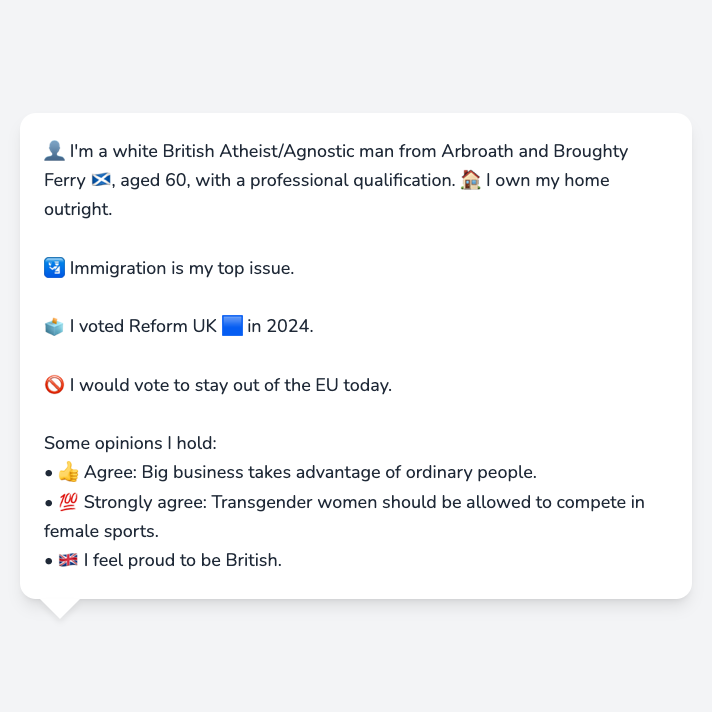 👤 I'm a white British Atheist/Agnostic man from Arbroath and Broughty
Ferry 🏴󠁧󠁢󠁳󠁣󠁴󠁿, aged 60, with a professional qualification. 🏠 I own my home
outright.
🛂 Immigration is my top issue.
🗳️ I voted Reform UK 🟦 in 2024.
🚫 I would vote to stay out of the EU today.
Some opinions I hold:
• 👍 Agree: Big business takes advantage of ordinary people.
• 💯 Strongly agree: Transgender women should be allowed to compete in
female sports.
• 🇬🇧 I feel proud to be British.